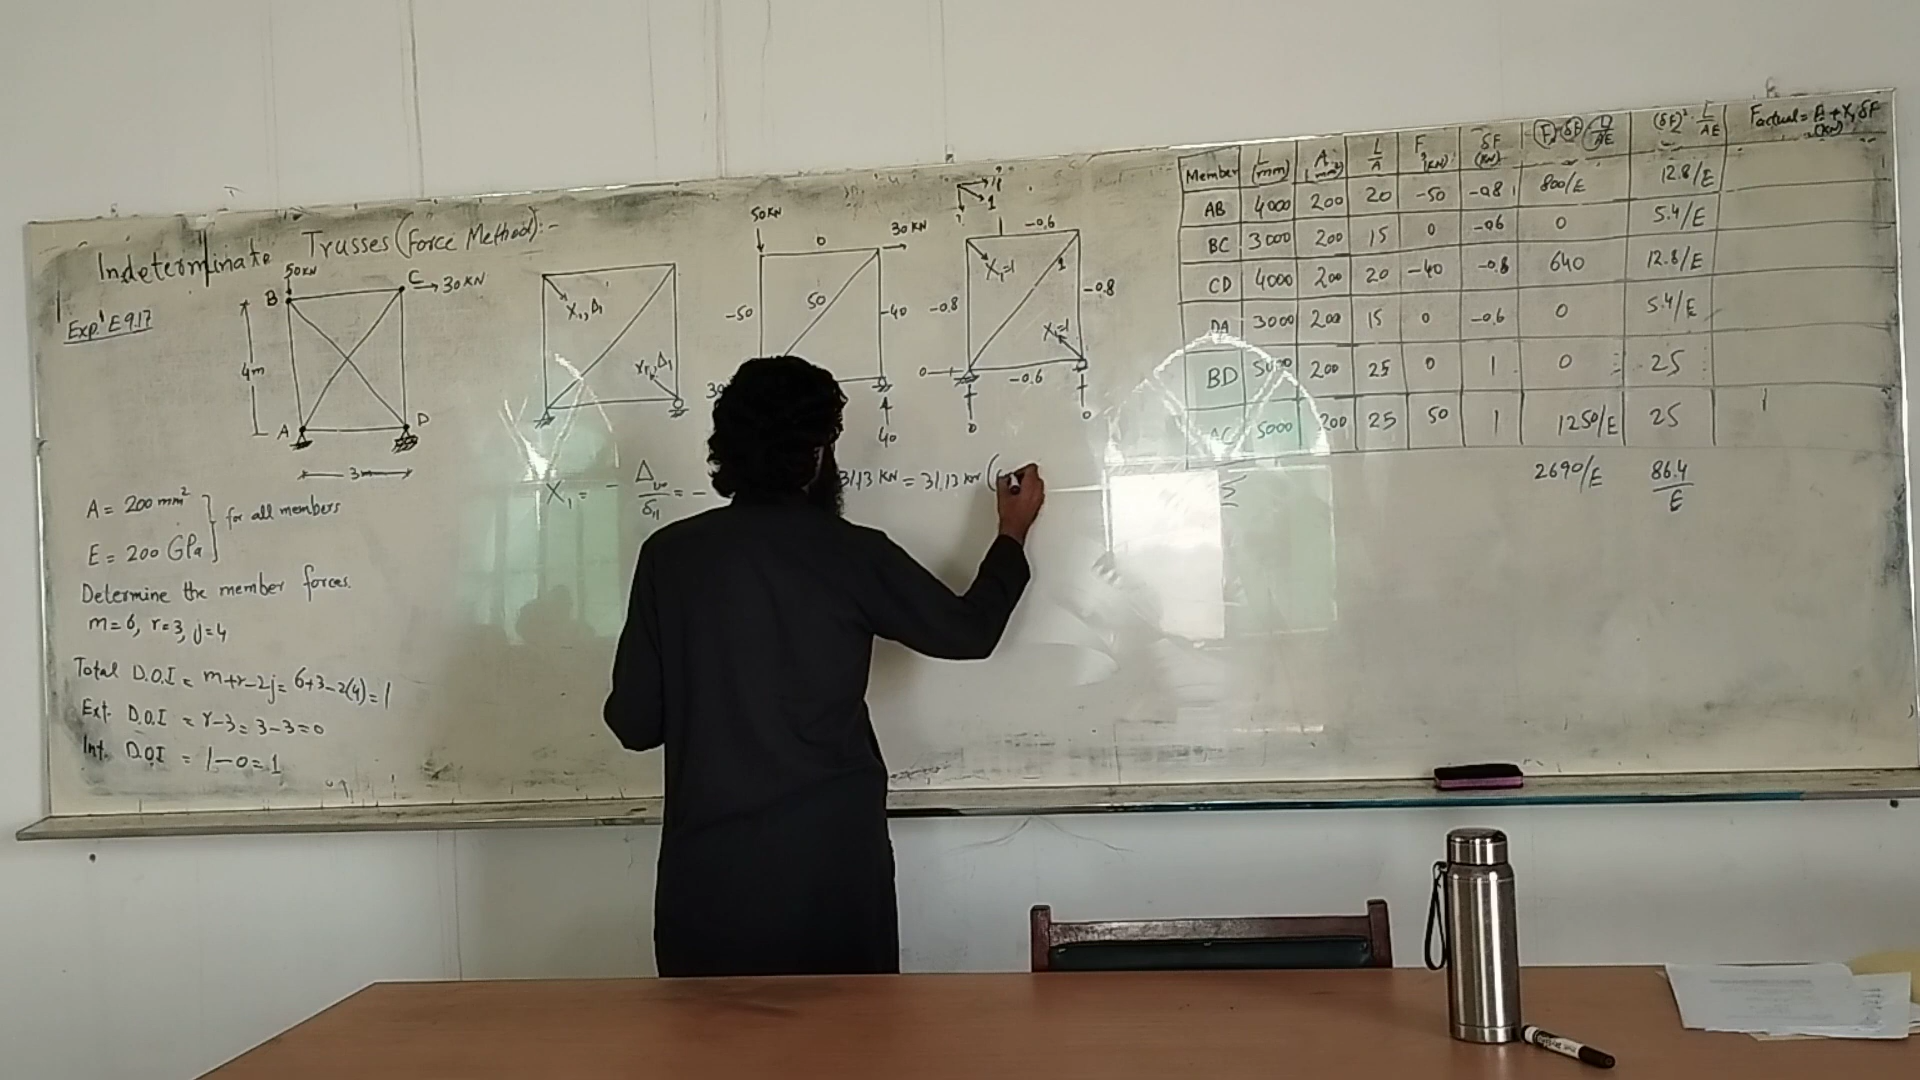 Indeterminate Trusses (Force Method):-
Exp: E 9.17
50KN
B
C
30 KN
4m
A
D
3m
A = 200 mm²
E = 200 GPa
for all members
Determine the member forces.
m=6, r=3, j=4
Total D.O.I = m+r-2j= 6+3-2(4)=1
Ext. D.O.I = r-3=3-3=0
Int. D.O.I = 1-0=1
X₁, Δ₁
50KN
0
30 KN
-50
50
-40
40
1
-0.6
X₁=1
1
-0.8
-0.8
X₁=1
0
-0.6
0
0
31.13 KN = 31.13 KN (
Member L (mm) A (mm²) L/A F (KN) δF (KN) F·δF L/AE (δF)² · L/AE Factual = F + X₁δF (KN)
AB 4000 200 20 -50 -0.8 800/E 12.8/E
BC 3000 200 15 0 -0.6 0 5.4/E
CD 4000 200 20 -40 -0.8 640 12.8/E
DA 3000 200 15 0 -0.6 0 5.4/E
BD 5000 200 25 0 1 0 25
AC 5000 200 25 50 1 1250/E 25
Σ 2690/E 86.4/E